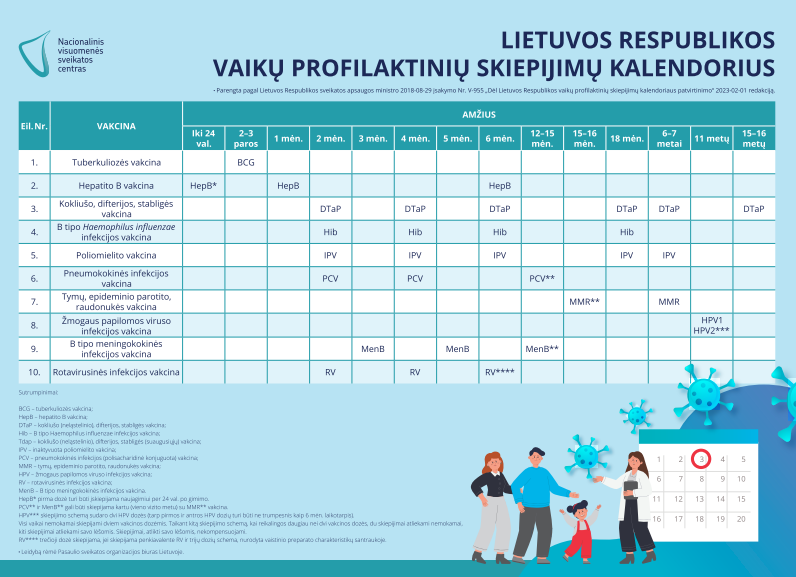 Nacionalinis
visuomenės
sveikatos
centras
LIETUVOS RESPUBLIKOS
VAIKŲ PROFILAKTINIŲ SKIEPIJIMŲ KALENDORIUS
• Parengta pagal Lietuvos Respublikos sveikatos apsaugos ministro 2018-08-29 įsakymo Nr. V-955 „Dėl Lietuvos Respublikos vaikų profilaktinių skiepijimų kalendoriaus patvirtinimo“ 2023-02-01 redakciją.
Eil. Nr. VAKCINA AMŽIUS
Iki 24 val. 2–3 paros 1 mėn. 2 mėn. 3 mėn. 4 mėn. 5 mėn. 6 mėn. 12–15 mėn. 15–16 mėn. 18 mėn. 6–7 metai 11 metų 15–16 metų
1. Tuberkuliozės vakcina BCG
2. Hepatito B vakcina HepB* HepB HepB
3. Kokliušo, difterijos, stabligės vakcina DTaP DTaP DTaP DTaP DTaP DTaP
4. B tipo Haemophilus influenzae infekcijos vakcina Hib Hib Hib Hib
5. Poliomielito vakcina IPV IPV IPV IPV IPV
6. Pneumokokinės infekcijos vakcina PCV PCV PCV**
7. Tymų, epideminio parotito, raudonukės vakcina MMR** MMR
8. Žmogaus papilomos viruso infekcijos vakcina HPV1 HPV2***
9. B tipo meningokokinės infekcijos vakcina MenB MenB MenB**
10. Rotavirusinės infekcijos vakcina RV RV RV****
Sutrumpinimai:
BCG – tuberkuliozės vakcina;
HepB – hepatito B vakcina;
DTaP – kokliušo (neląstelinio), difterijos, stabligės vakcina;
Hib – B tipo Haemophilus influenzae infekcijos vakcina;
Tdap – kokliušo (neląstelinio), difterijos, stabligės (suaugusiųjų) vakcina;
IPV – inaktyvuota poliomielito vakcina;
PCV – pneumokokinės infekcijos (polisacharidinė konjuguota) vakcina;
MMR – tymų, epideminio parotito, raudonukės vakcina;
HPV – žmogaus papilomos viruso infekcijos vakcina;
RV – rotavirusinės infekcijos vakcina;
MenB – B tipo meningokokinės infekcijos vakcina.
HepB* pirma dozė turi būti įskiepijama naujagimiui per 24 val. po gimimo.
PCV** ir MenB** gali būti skiepijama kartu (vieno vizito metu) su MMR** vakcina.
HPV*** skiepijimo schemą sudaro dvi HPV dozės (tarp pirmos ir antros HPV dozių turi būti ne trumpesnis kaip 6 mėn. laikotarpis).
Visi vaikai nemokamai skiepijami dviem vakcinos dozėmis. Taikant kitą skiepijimo schemą, kai reikalingos daugiau nei dvi vakcinos dozės, du skiepijimai atliekami nemokamai,
kiti skiepijimai atliekami savo lėšomis. Skiepijimai, atlikti savo lėšomis, nekompensuojami.
RV**** trečioji dozė skiepijama, jei skiepijama penkiavalente RV ir trijų dozių schema, nurodyta vaistinio preparato charakteristikų santraukoje.
• Leidybą rėmė Pasaulio sveikatos organizacijos biuras Lietuvoje.
1 2 3 4 5
6 7 8 9 10
11 12 13 14 15
16 17 18 19 20